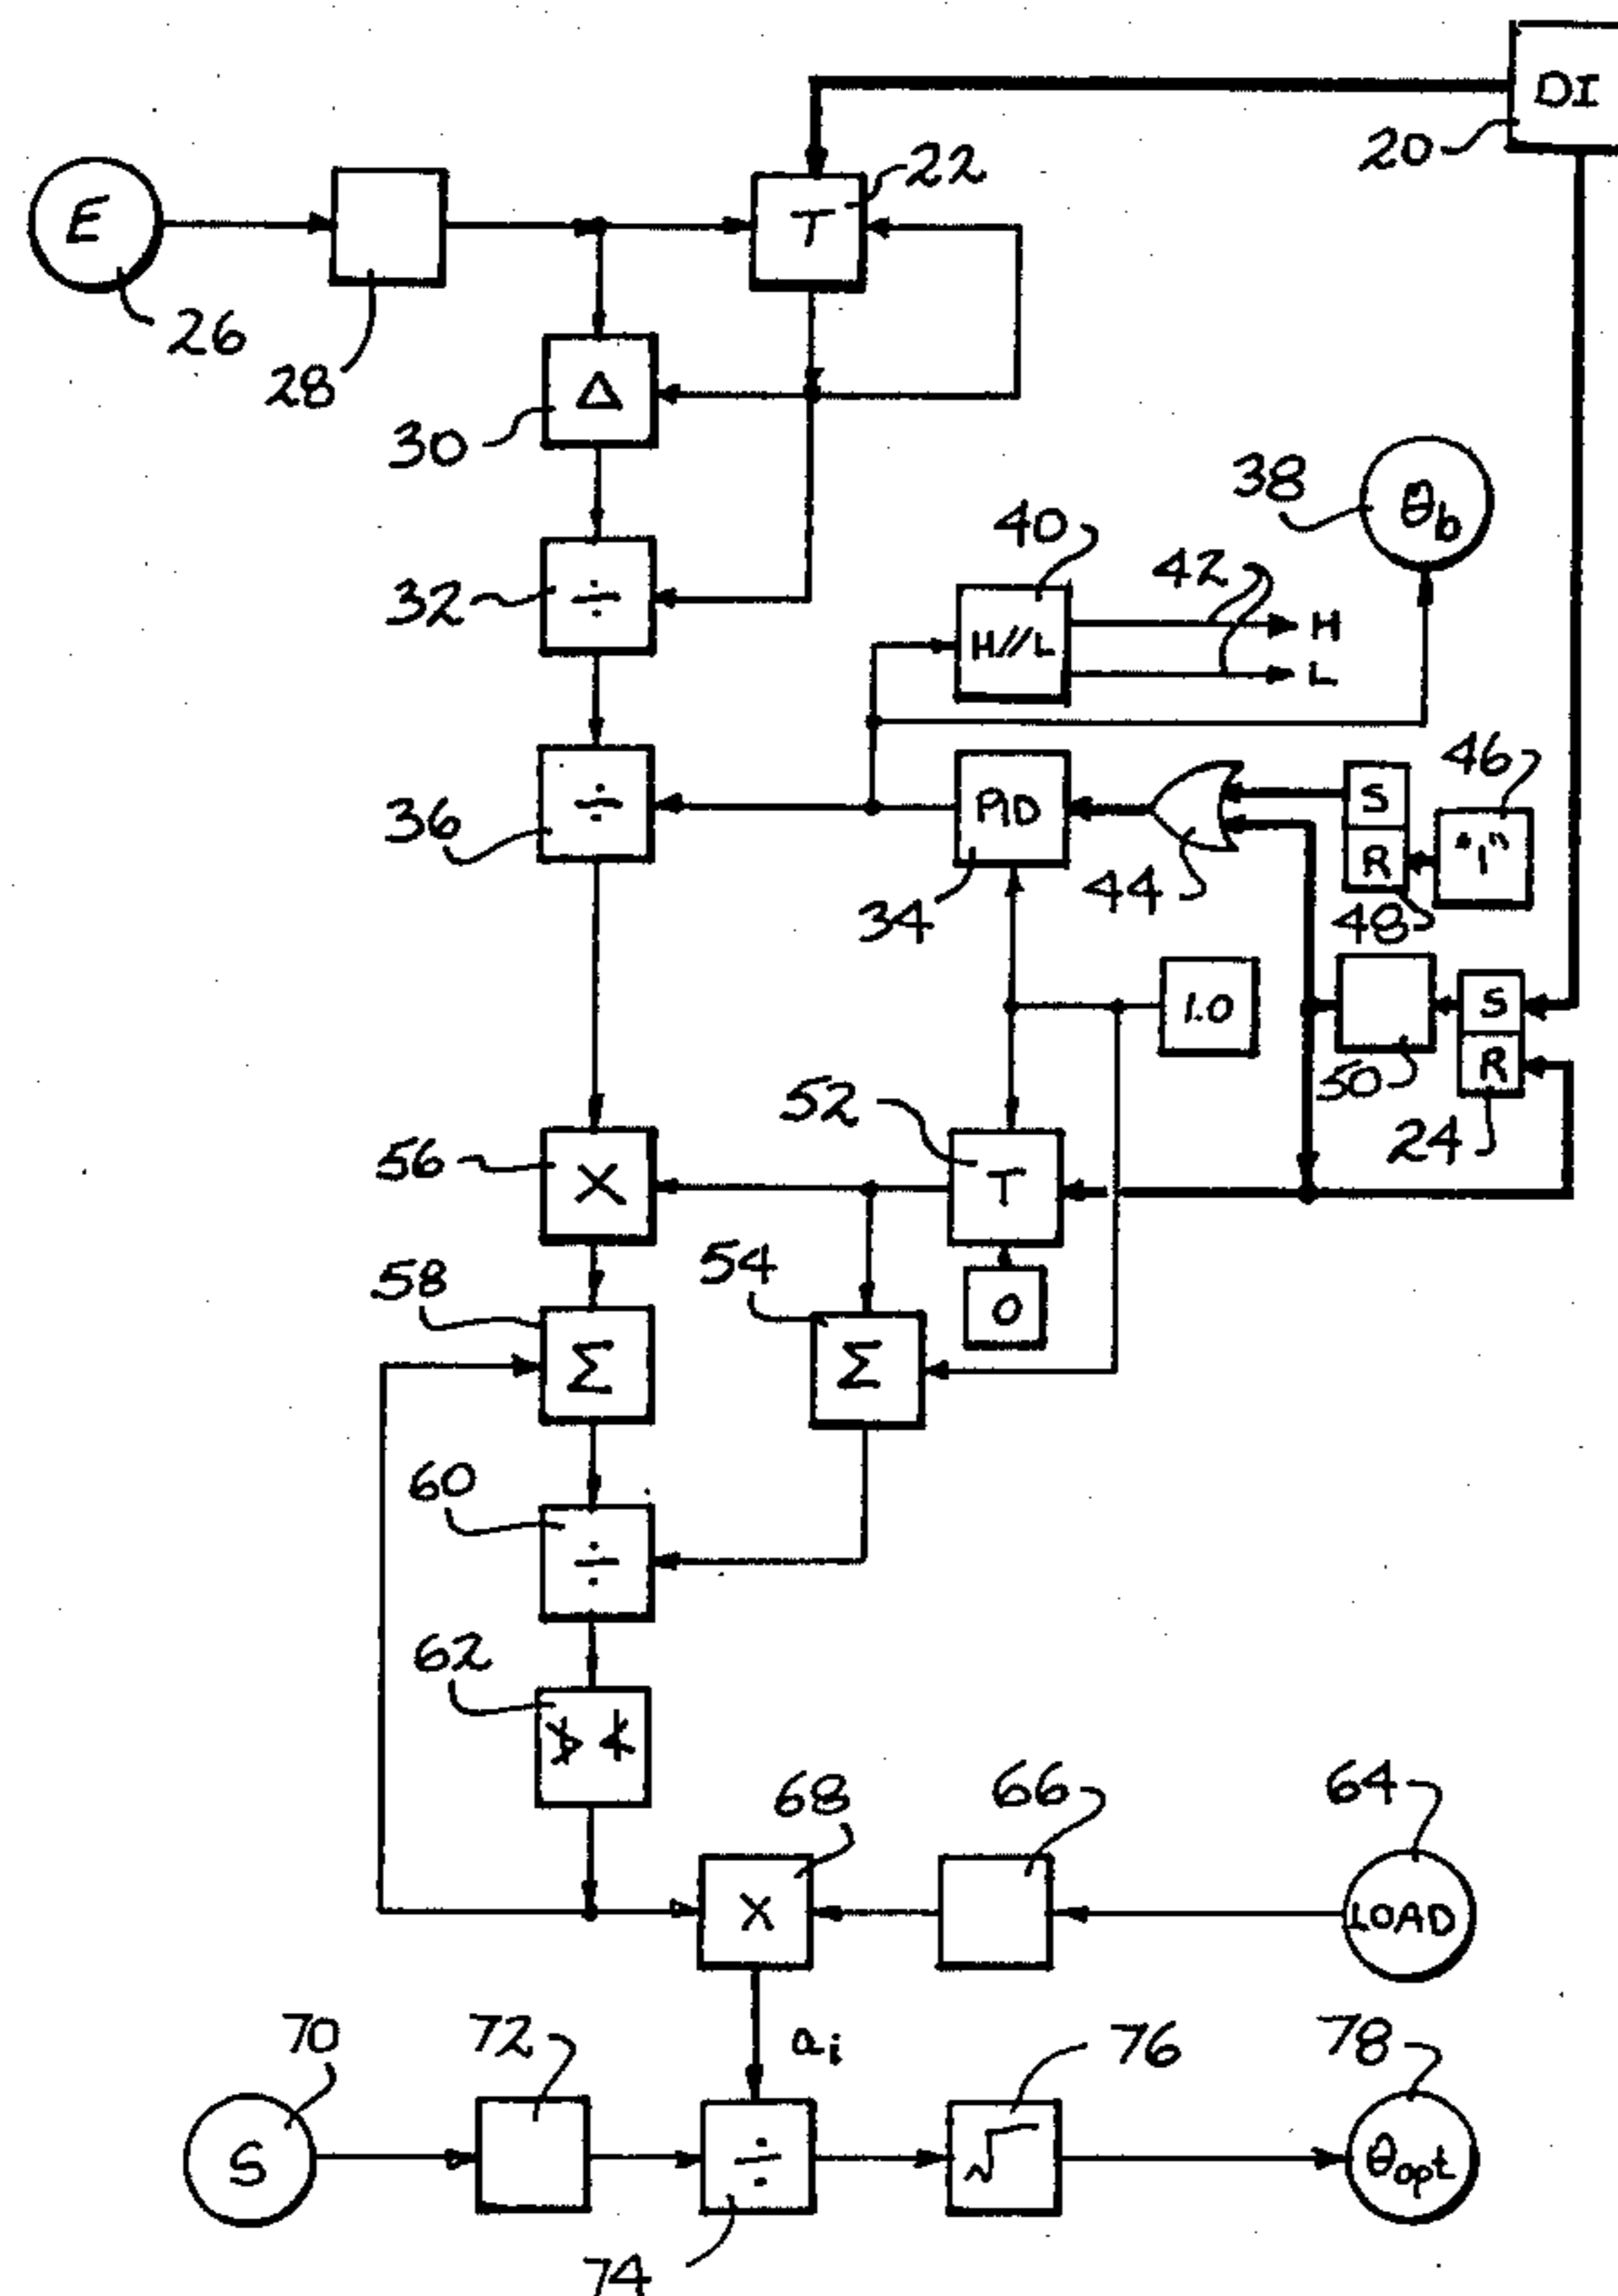 DI
20
22
T
E
26
28
Δ
30
38
θb
40
42
H
H//L
L
÷
32
46
÷
36
PID
34
44
S
R
"1"
48
1.0
S
R
50
24
52
56
X
T
54
58
0
Σ
Σ
60
÷
62
68
66
64
X
LOAD
70
72
ai
76
78
S
÷
√
θopt
74